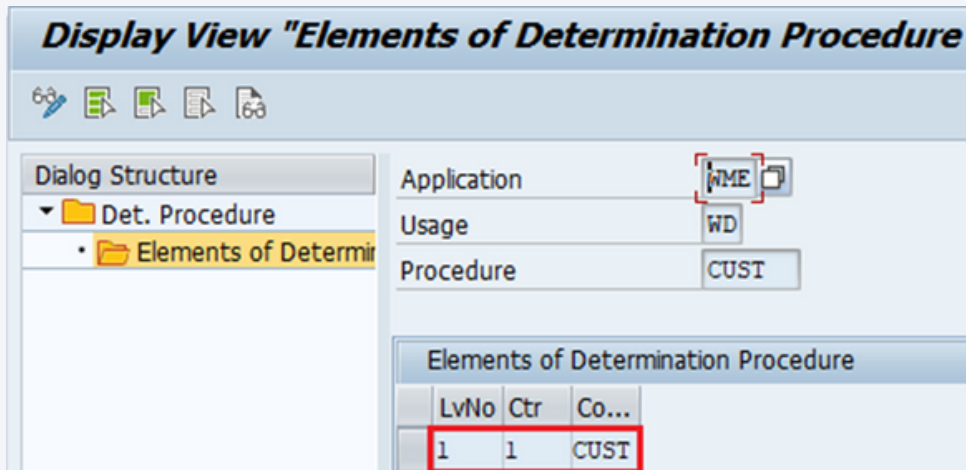 Display View "Elements of Determination Procedure
Dialog Structure
Det. Procedure
Elements of Determin
Application WME
Usage WD
Procedure CUST
Elements of Determination Procedure
LvNo Ctr Co...
1 1 CUST